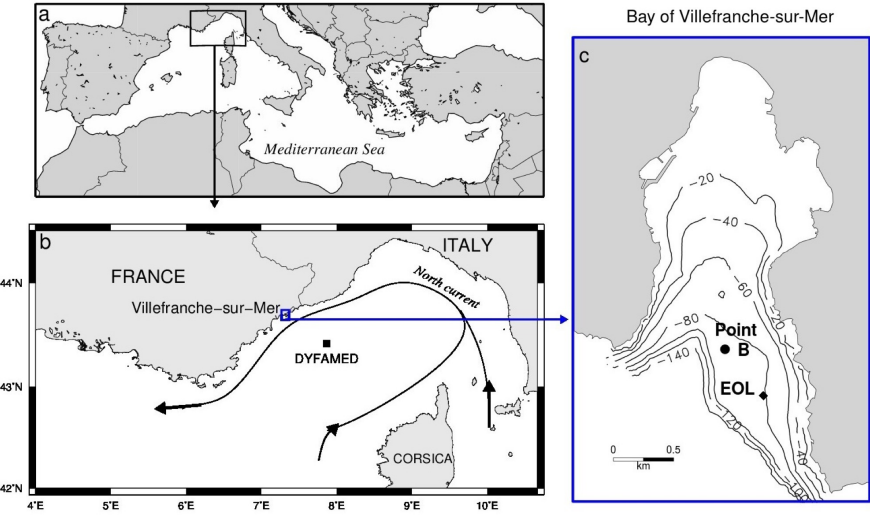 Bay of Villefranche-sur-Mer
a
Mediterranean Sea
b
FRANCE
ITALY
North current
Villefranche-sur-Mer
DYFAMED
CORSICA
44°N
43°N
42°N
4°E 5°E 6°E 7°E 8°E 9°E 10°E
c
-20
-40
-60
-80
-20
Point
B
-140
EOL
-120
-40
0 0.5
km